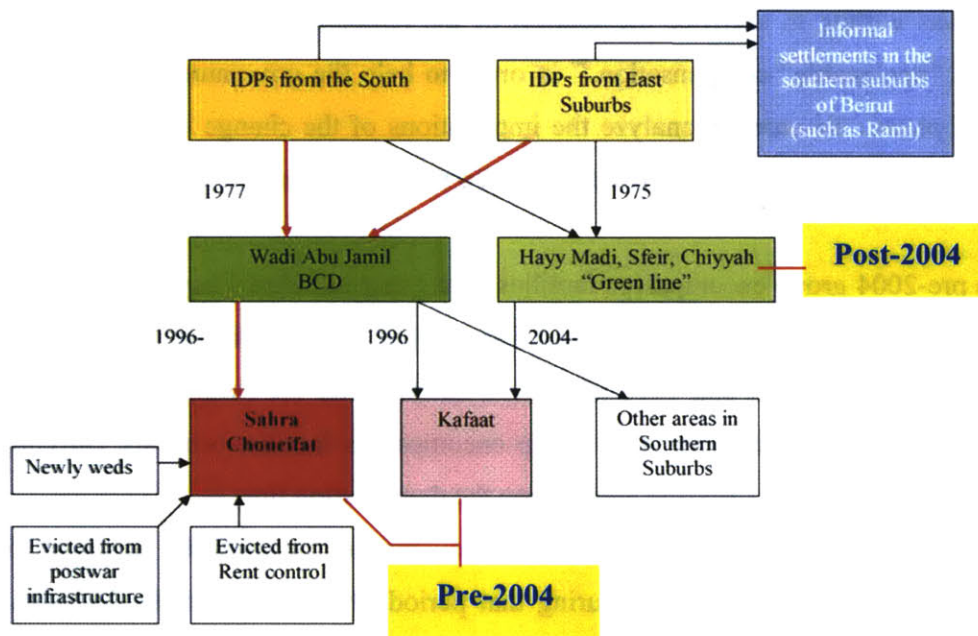 Informal
settlements in the
southern suburbs
of Beirut
(such as Raml)
IDPs from the South
IDPs from East
Suburbs
1977
1975
Wadi Abu Jamil
BCD
Hayy Madi, Sfeir, Chiyyah
“Green line”
Post-2004
1996-
1996
2004-
Sahra
Choueifat
Kafaat
Other areas in
Southern
Suburbs
Newly weds
Evicted from
postwar
infrastructure
Evicted from
Rent control
Pre-2004